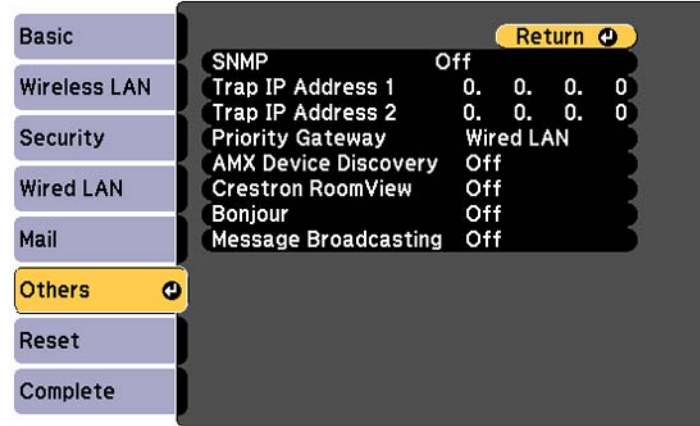 Basic
Wireless LAN
Security
Wired LAN
Mail
Others
Reset
Complete
Return
SNMP Off
Trap IP Address 1 0. 0. 0. 0
Trap IP Address 2 0. 0. 0. 0
Priority Gateway Wired LAN
AMX Device Discovery Off
Crestron RoomView Off
Bonjour Off
Message Broadcasting Off